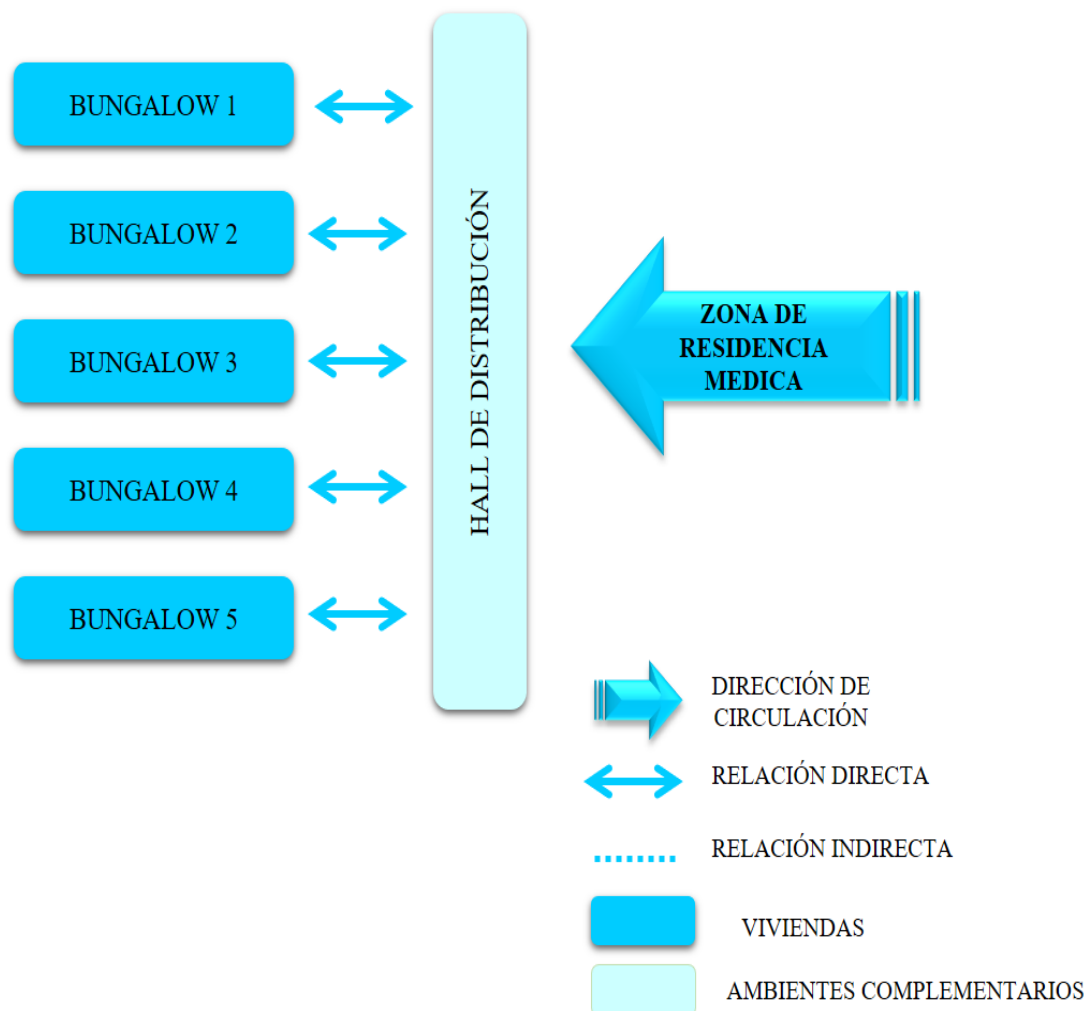 BUNGALOW 1
BUNGALOW 2
BUNGALOW 3
BUNGALOW 4
BUNGALOW 5
HALL DE DISTRIBUCIÓN
ZONA DE
RESIDENCIA
MEDICA
DIRECCIÓN DE
CIRCULACIÓN
RELACIÓN DIRECTA
RELACIÓN INDIRECTA
VIVIENDAS
AMBIENTES COMPLEMENTARIOS